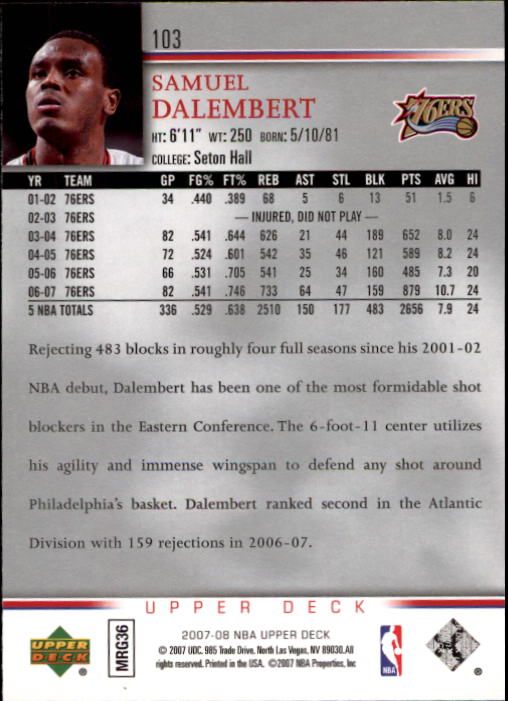 103
SAMUEL
DALEMBERT
HT: 6'11" WT: 250 BORN: 5/10/81
COLLEGE: Seton Hall
76ERS
YR TEAM GP FG% FT% REB AST STL BLK PTS AVG HI
01-02 76ERS 34 .440 .389 68 5 6 13 51 1.5 6
02-03 76ERS — INJURED, DID NOT PLAY —
03-04 76ERS 82 .541 .644 626 21 44 189 652 8.0 24
04-05 76ERS 72 .524 .601 542 35 46 121 589 8.2 24
05-06 76ERS 66 .531 .705 541 25 34 160 485 7.3 20
06-07 76ERS 82 .541 .746 733 64 47 159 879 10.7 24
5 NBA TOTALS 336 .529 .638 2510 150 177 483 2656 7.9 24
Rejecting 483 blocks in roughly four full seasons since his 2001-02
NBA debut, Dalembert has been one of the most formidable shot
blockers in the Eastern Conference. The 6-foot-11 center utilizes
his agility and immense wingspan to defend any shot around
Philadelphia's basket. Dalembert ranked second in the Atlantic
Division with 159 rejections in 2006-07.
UPPER DECK
UPPER
DECK
®
MRG36
2007-08 NBA UPPER DECK
© 2007 UDC. 985 Trade Drive, North Las Vegas, NV 89030. All
rights reserved. Printed in the USA. ©2007 NBA Properties, Inc
NBA
®